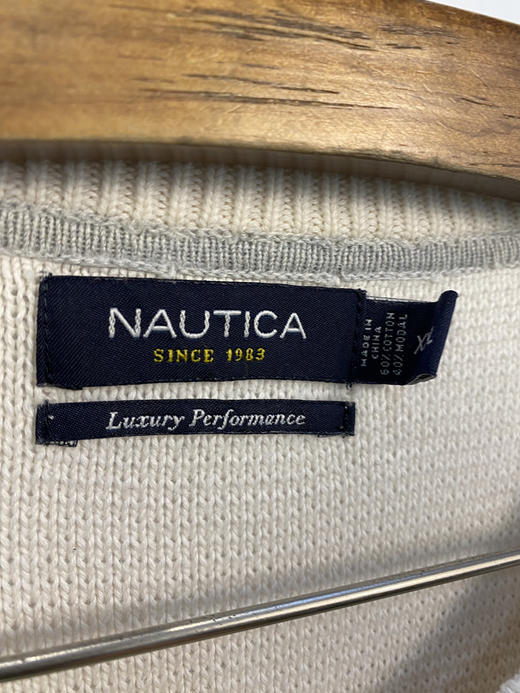 NAUTICA
SINCE 1983
Luxury Performance
MADE IN
CHINA
60% COTTON
40% MODAL
XL